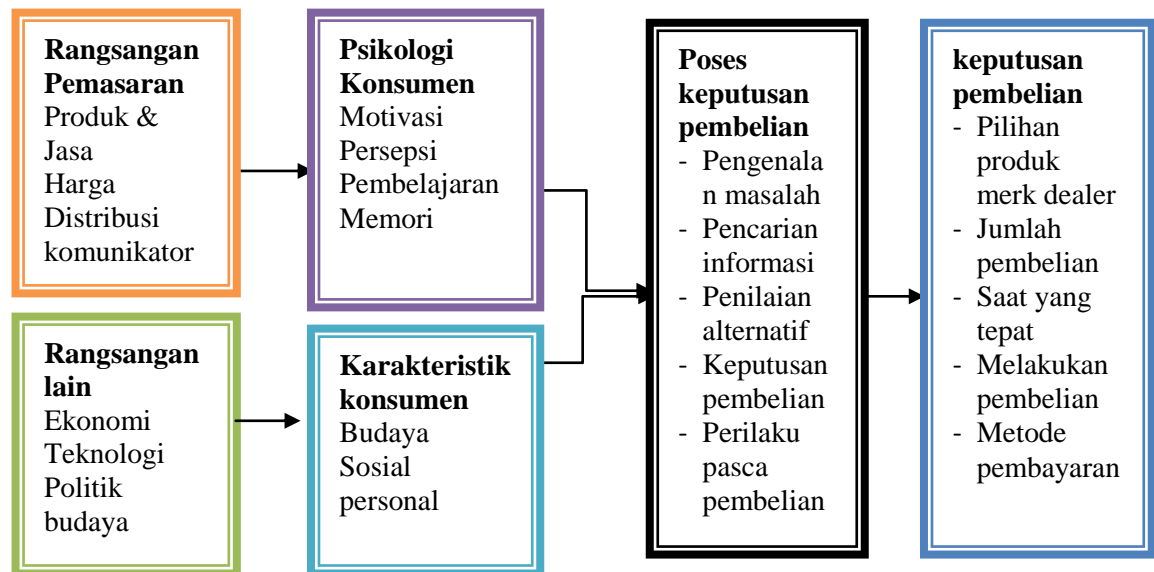 Rangsangan
Pemasaran
Produk &
Jasa
Harga
Distribusi
komunikator
Psikologi
Konsumen
Motivasi
Persepsi
Pembelajaran
Memori
Rangsangan
lain
Ekonomi
Teknologi
Politik
budaya
Karakteristik
konsumen
Budaya
Sosial
personal
Poses
keputusan
pembelian
- Pengenala
n masalah
- Pencarian
informasi
- Penilaian
alternatif
- Keputusan
pembelian
- Perilaku
pasca
pembelian
keputusan
pembelian
- Pilihan
produk
merk dealer
- Jumlah
pembelian
- Saat yang
tepat
- Melakukan
pembelian
- Metode
pembayaran